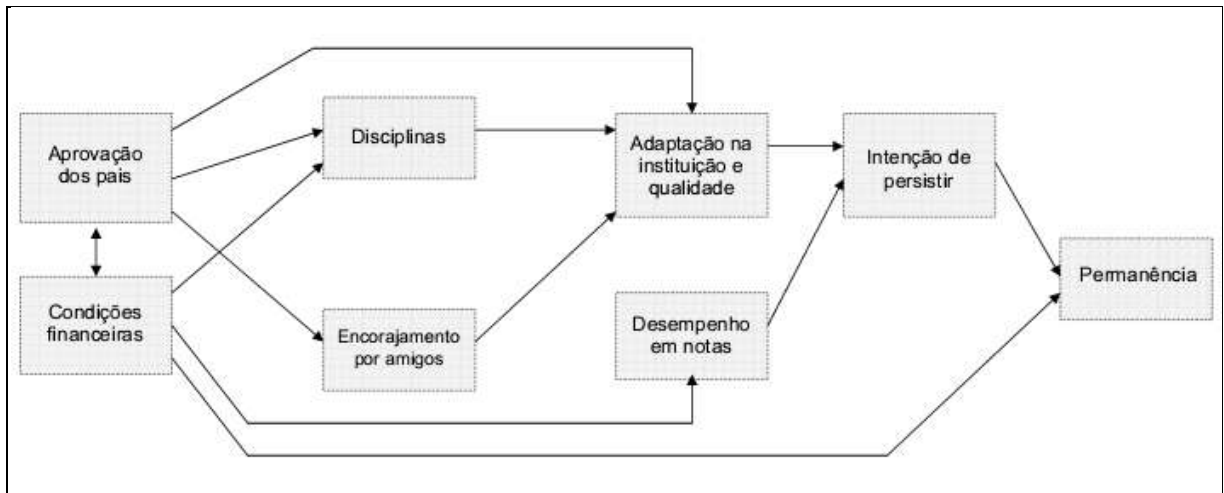 Aprovação
dos pais
Condições
financeiras
Disciplinas
Encorajamento
por amigos
Adaptação na
instituição e
qualidade
Desempenho
em notas
Intenção de
persistir
Permanência